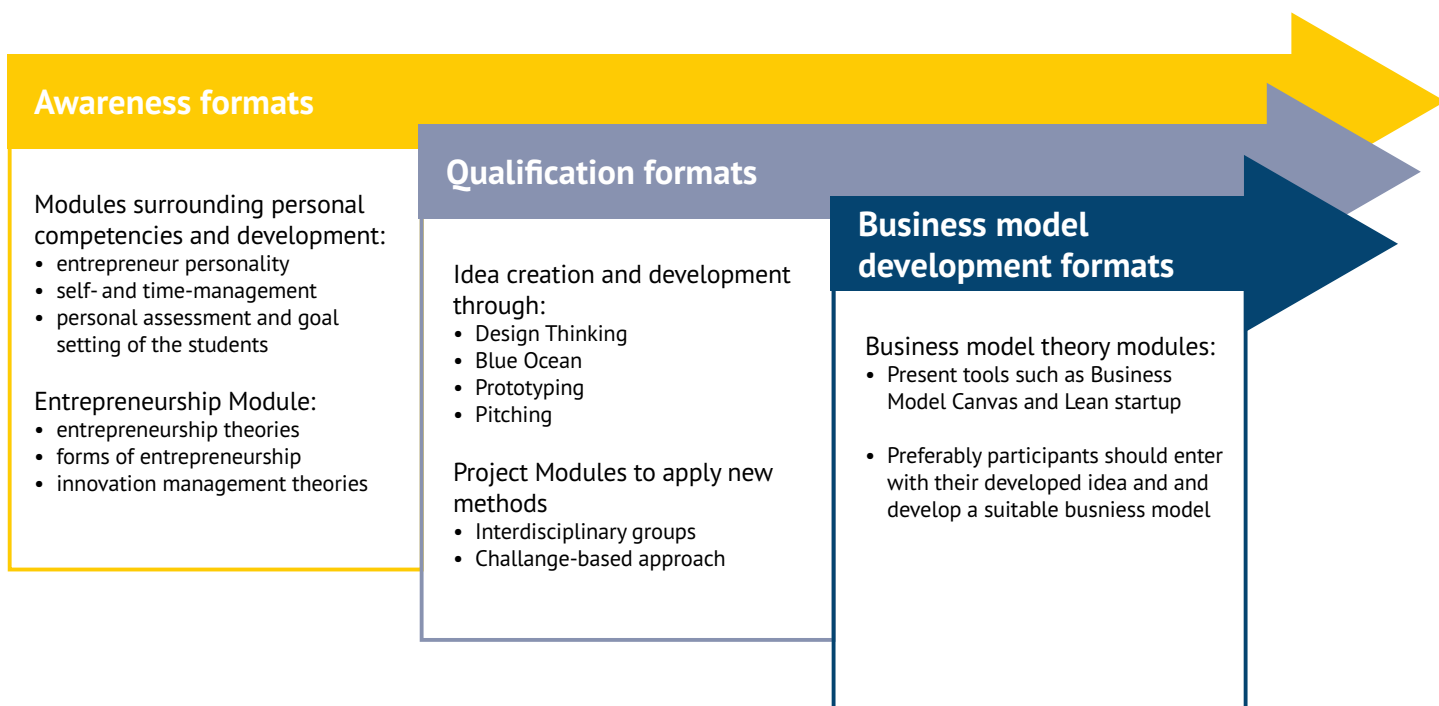 Awareness formats
Modules surrounding personal
competencies and development:
• entrepreneur personality
• self- and time-management
• personal assessment and goal
setting of the students
Entrepreneurship Module:
• entrepreneurship theories
• forms of entrepreneurship
• innovation management theories
Qualification formats
Idea creation and development
through:
• Design Thinking
• Blue Ocean
• Prototyping
• Pitching
Project Modules to apply new
methods
• Interdisciplinary groups
• Challange-based approach
Business model
development formats
Business model theory modules:
• Present tools such as Business
Model Canvas and Lean startup
• Preferably participants should enter
with their developed idea and and
develop a suitable busniess model